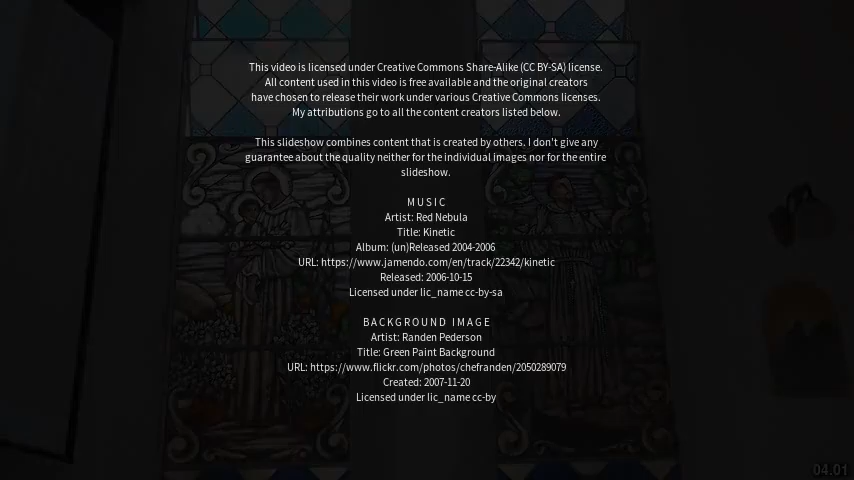 This video is licensed under Creative Commons Share-Alike (CC BY-SA) license.
All content used in this video is free available and the original creators
have chosen to release their work under various Creative Commons licenses.
My attributions go to all the content creators listed below.
This slideshow combines content that is created by others. I don't give any
guarantee about the quality neither for the individual images nor for the entire
slideshow.
MUSIC
Artist: Red Nebula
Title: Kinetic
Album: (un)Released 2004-2006
URL: https://www.jamendo.com/en/track/22342/kinetic
Released: 2006-10-15
Licensed under lic_name cc-by-sa
BACKGROUND IMAGE
Artist: Randen Pederson
Title: Green Paint Background
URL: https://www.flickr.com/photos/chefranden/2050289079
Created: 2007-11-20
Licensed under lic_name cc-by
04.01